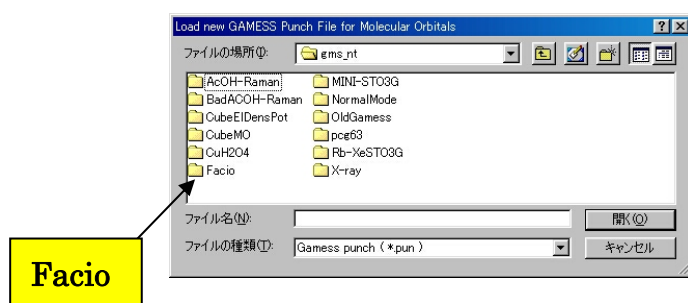 Load new GAMESS Punch File for Molecular Orbitals
ファイルの場所(I):
gms_nt
AcOH-Raman
BadACOH-Raman
CubeElDensPot
CubeMO
CuH2O4
Facio
MINI-STO3G
NormalMode
OldGamess
pcg63
Rb-XeSTO3G
X-ray
ファイル名(N):
開く(O)
ファイルの種類(T):
Gamess punch ( *.pun )
キャンセル
Facio